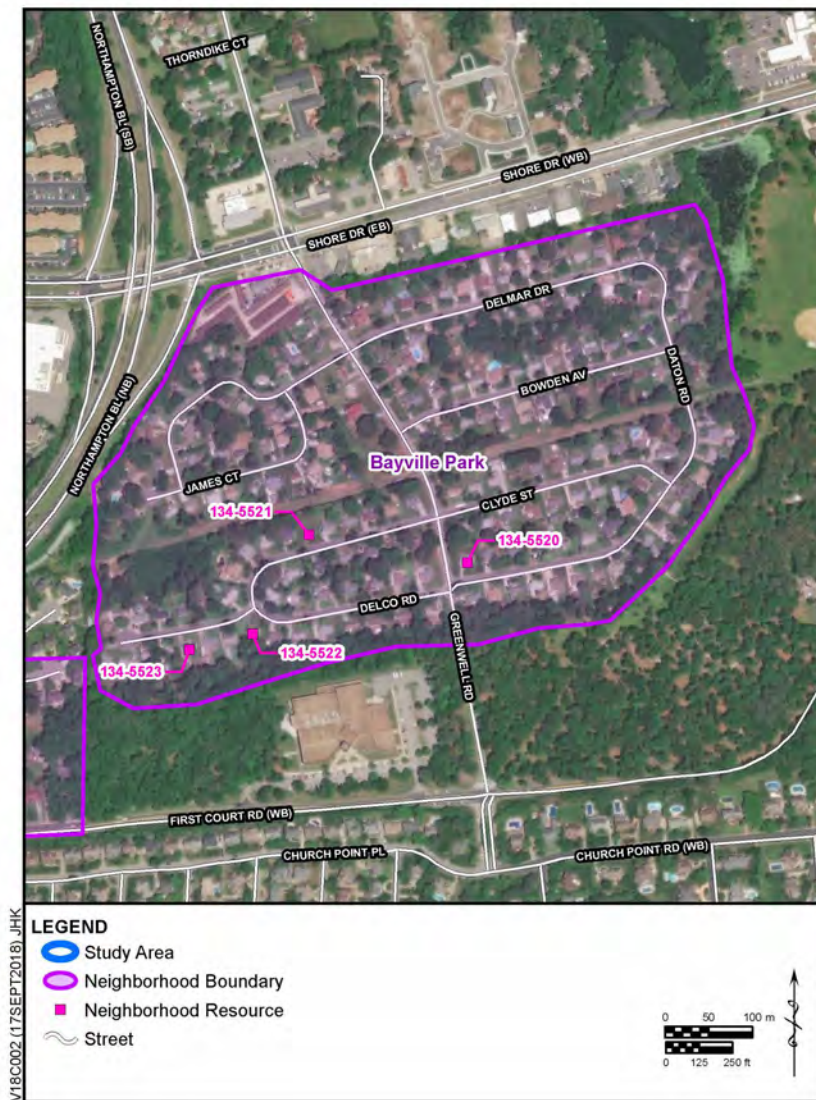 THORNDIKE CT
NORTHAMPTON BL (SB)
SHORE DR (WB)
SHORE DR (EB)
DELMAR DR
DATON RD
BOWDEN AV
NORTHAMPTON BL (NB)
Bayville Park
JAMES CT
CLYDE ST
134-5521
134-5520
DELCO RD
GREENWELL RD
134-5522
134-5523
FIRST COURT RD (WB)
CHURCH POINT PL
CHURCH POINT RD (WB)
V18C002 (17SEPT2018) JHK
LEGEND
Study Area
Neighborhood Boundary
Neighborhood Resource
Street
0 50 100 m
0 125 250 ft